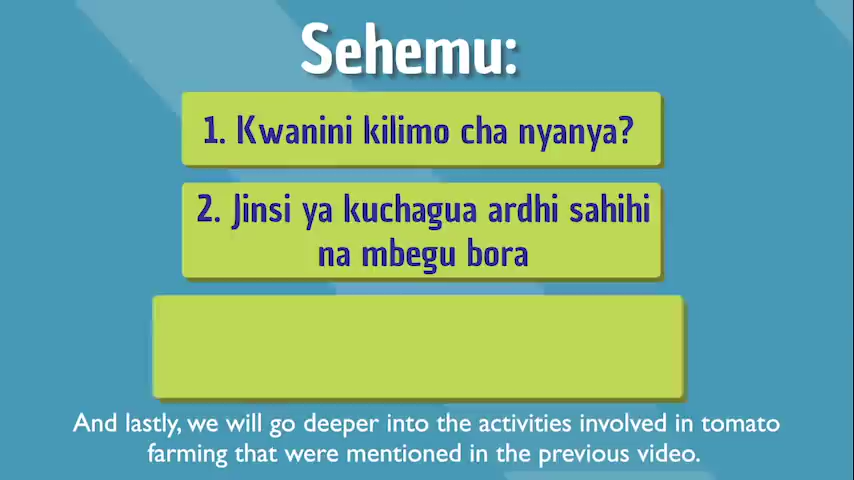 Sehemu:
1. Kwanini kilimo cha nyanya?
2. Jinsi ya kuchagua ardhi sahihi
na mbegu bora
And lastly, we will go deeper into the activities involved in tomato
farming that were mentioned in the previous video.